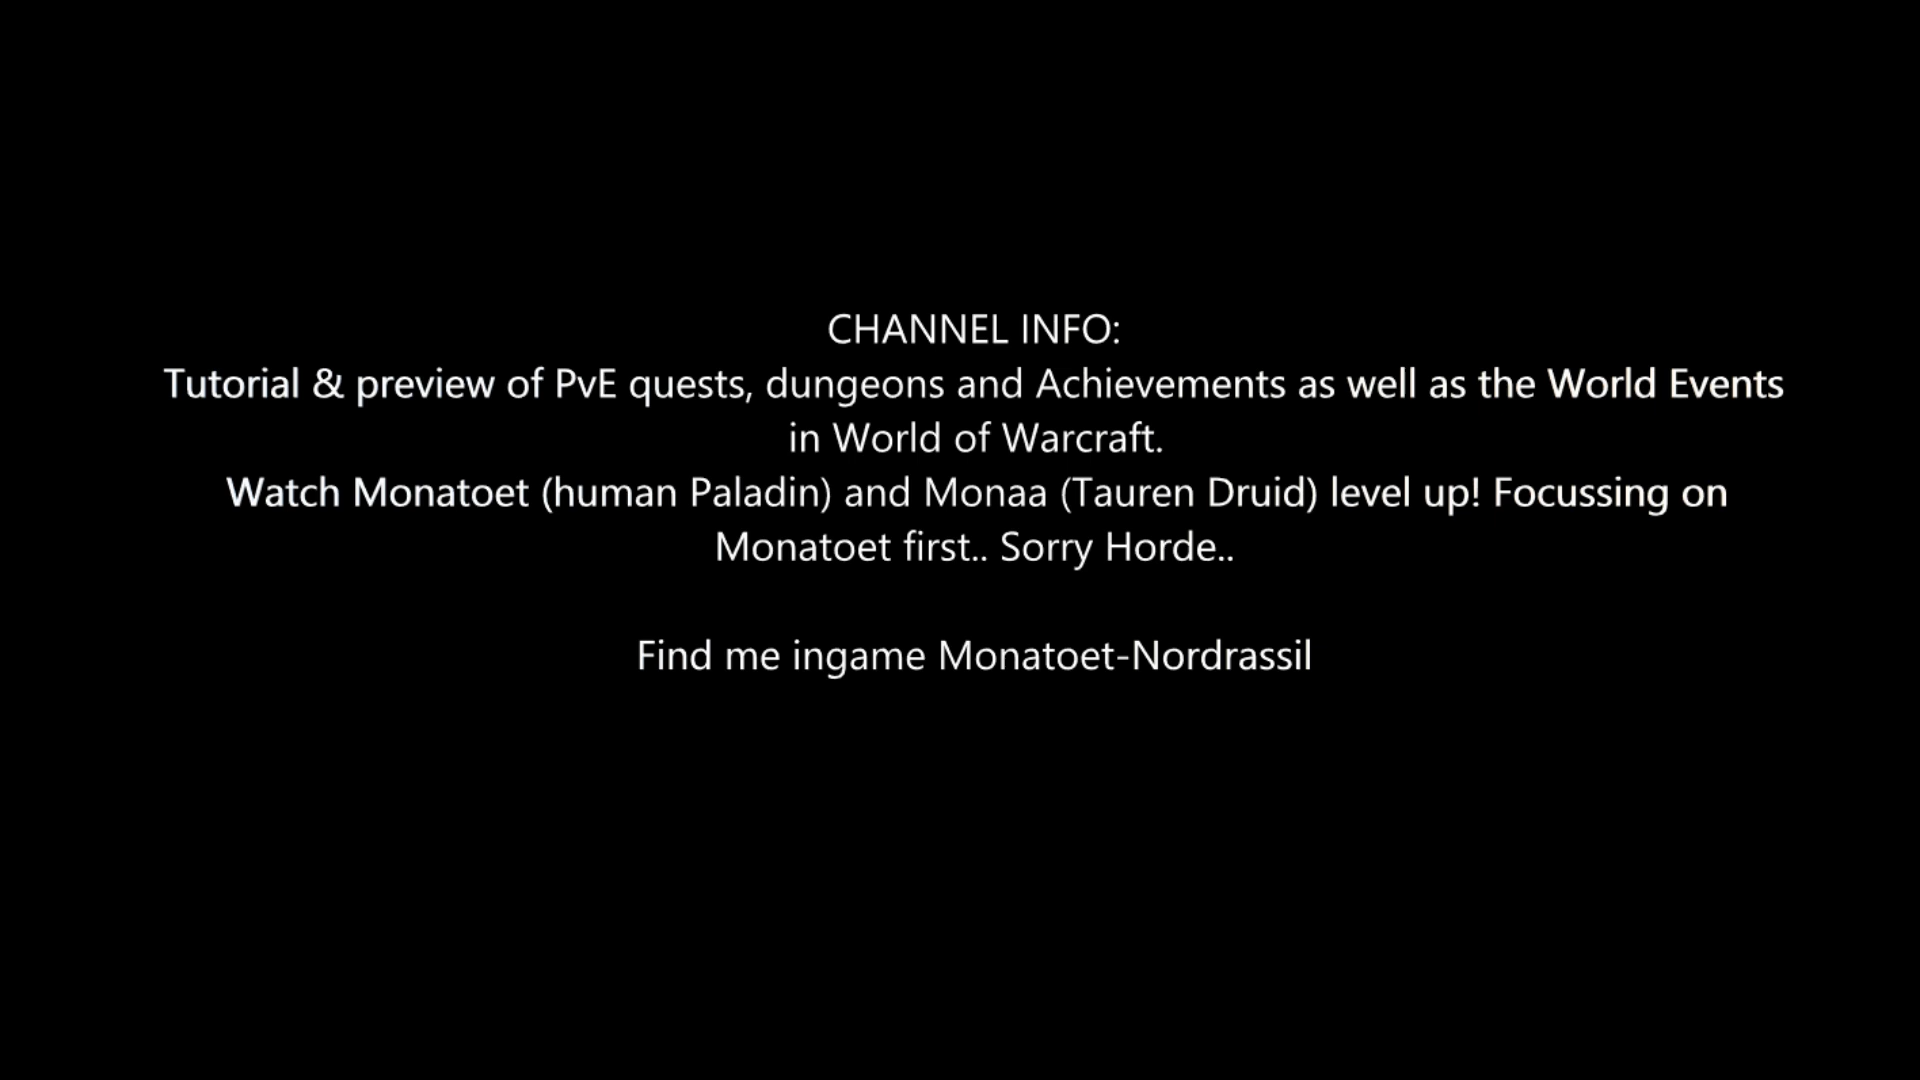 CHANNEL INFO:
Tutorial & preview of PvE quests, dungeons and Achievements as well as the World Events
in World of Warcraft.
Watch Monatoet (human Paladin) and Monaa (Tauren Druid) level up! Focussing on
Monatoet first.. Sorry Horde..
Find me ingame Monatoet-Nordrassil